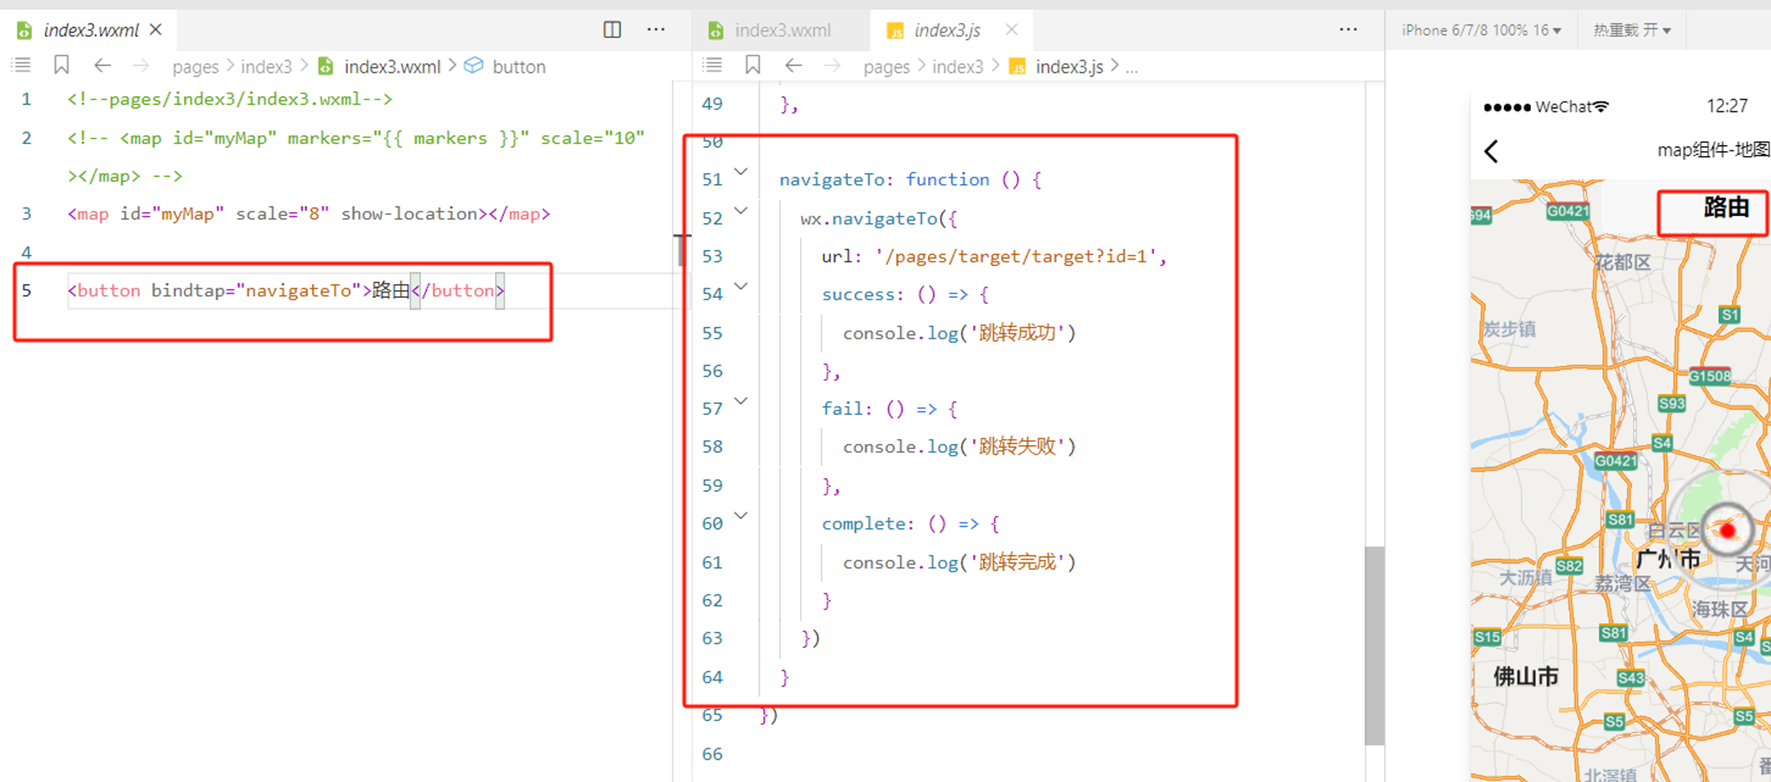 index3.wxml
pages index3 index3.wxml button
1 <!--pages/index3/index3.wxml-->
2 <!-- <map id="myMap" markers="{{ markers }}" scale="10"
></map> -->
3 <map id="myMap" scale="8" show-location></map>
4
5 <button bindtap="navigateTo">路由</button>
index3.wxml index3.js
pages index3 index3.js ...
49 },
50
51 navigateTo: function () {
52 wx.navigateTo({
53 url: '/pages/target/target?id=1',
54 success: () => {
55 console.log('跳转成功')
56 },
57 fail: () => {
58 console.log('跳转失败')
59 },
60 complete: () => {
61 console.log('跳转完成')
62 }
63 })
64 }
65 })
66
iPhone 6/7/8 100% 16 热重载 开
WeChat 12:27
map组件-地图
路由
G94 G0421
花都区
S1
炭步镇
G1508
S93
S4
G0421
S81
白云区
广州市
天河
S82
大沥镇
荔湾区
海珠区
S15 S81 S4
佛山市
S43
S5 S5
北滘镇